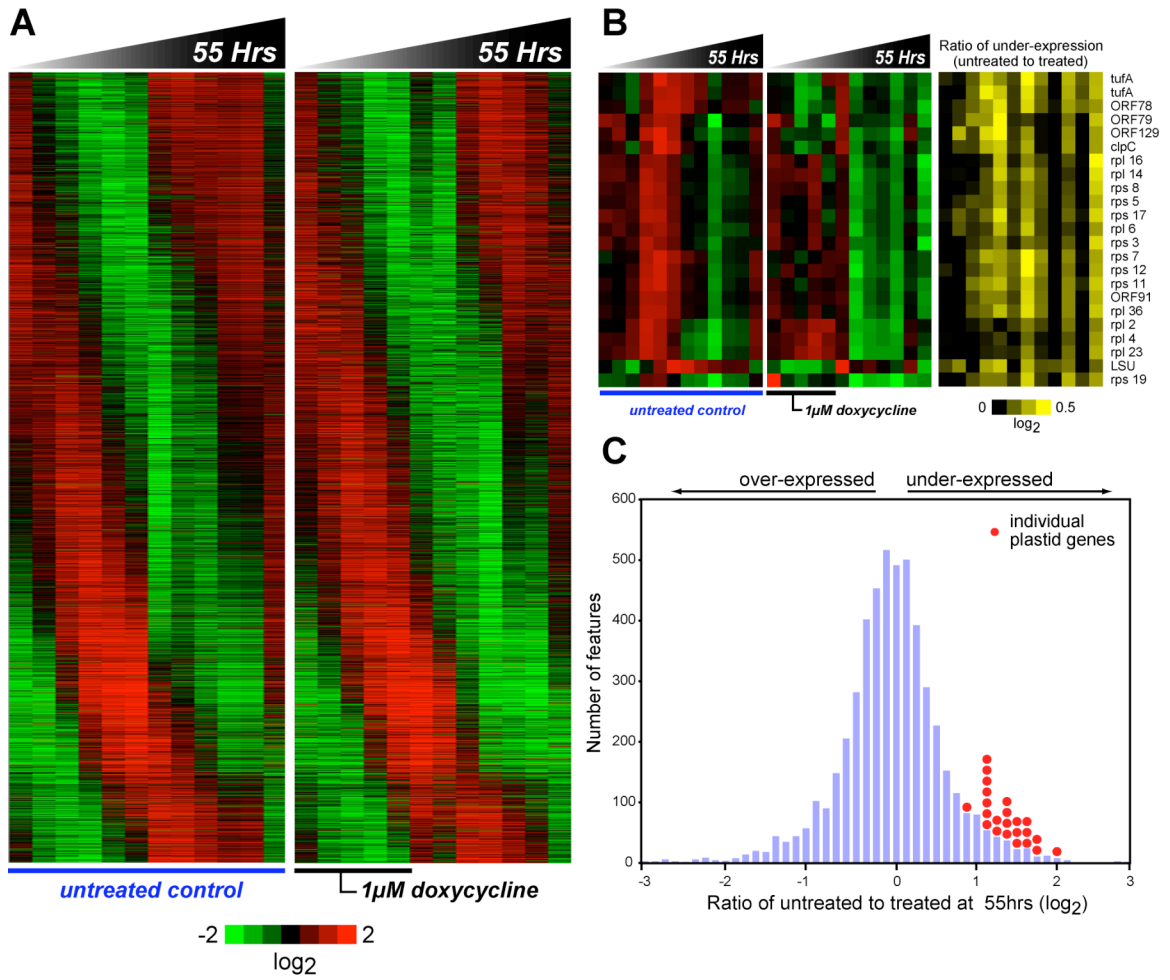 A
55 Hrs
55 Hrs
untreated control
1µM doxycycline
-2
2
log2
B
55 Hrs
55 Hrs
Ratio of under-expression
(untreated to treated)
tufA
tufA
ORF78
ORF79
ORF129
clpC
rpl 16
rpl 14
rps 8
rps 5
rps 17
rpl 6
rps 3
rps 7
rps 12
rps 11
ORF91
rpl 36
rpl 2
rpl 4
rpl 23
LSU
rps 19
untreated control
1µM doxycycline
0
0.5
log2
C
over-expressed
under-expressed
individual
plastid genes
Number of features
600
500
400
300
200
100
0
-3
-2
-1
0
1
2
3
Ratio of untreated to treated at 55hrs (log2)